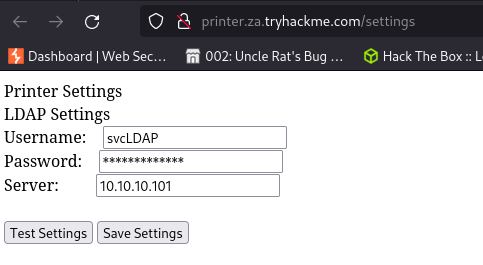 printer.za.tryhackme.com/settings
Dashboard | Web Sec... 002: Uncle Rat's Bug ... Hack The Box :: L
Printer Settings
LDAP Settings
Username: svcLDAP
Password: *************
Server: 10.10.10.101
Test Settings Save Settings